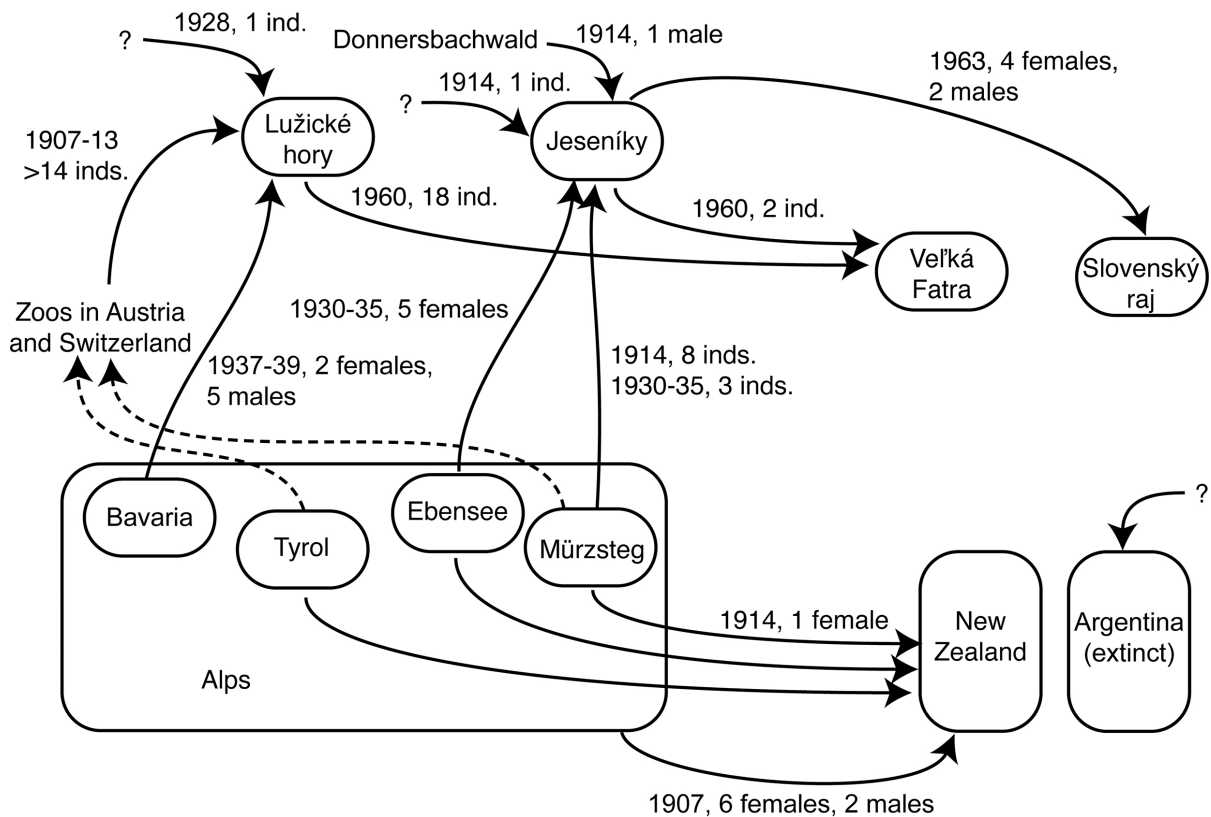 1928, 1 ind.
?
Donnersbachwald
1914, 1 male
1963, 4 females,
2 males
1914, 1 ind.
?
Lužické
hory
Jeseníky
1907-13
>14 inds.
1960, 18 ind.
1960, 2 ind.
Veľká
Fatra
Slovenský
raj
Zoos in Austria
and Switzerland
1930-35, 5 females
1937-39, 2 females,
5 males
1914, 8 inds.
1930-35, 3 inds.
Bavaria
Tyrol
Ebensee
Mürzsteg
?
1914, 1 female
New
Zealand
Argentina
(extinct)
Alps
1907, 6 females, 2 males